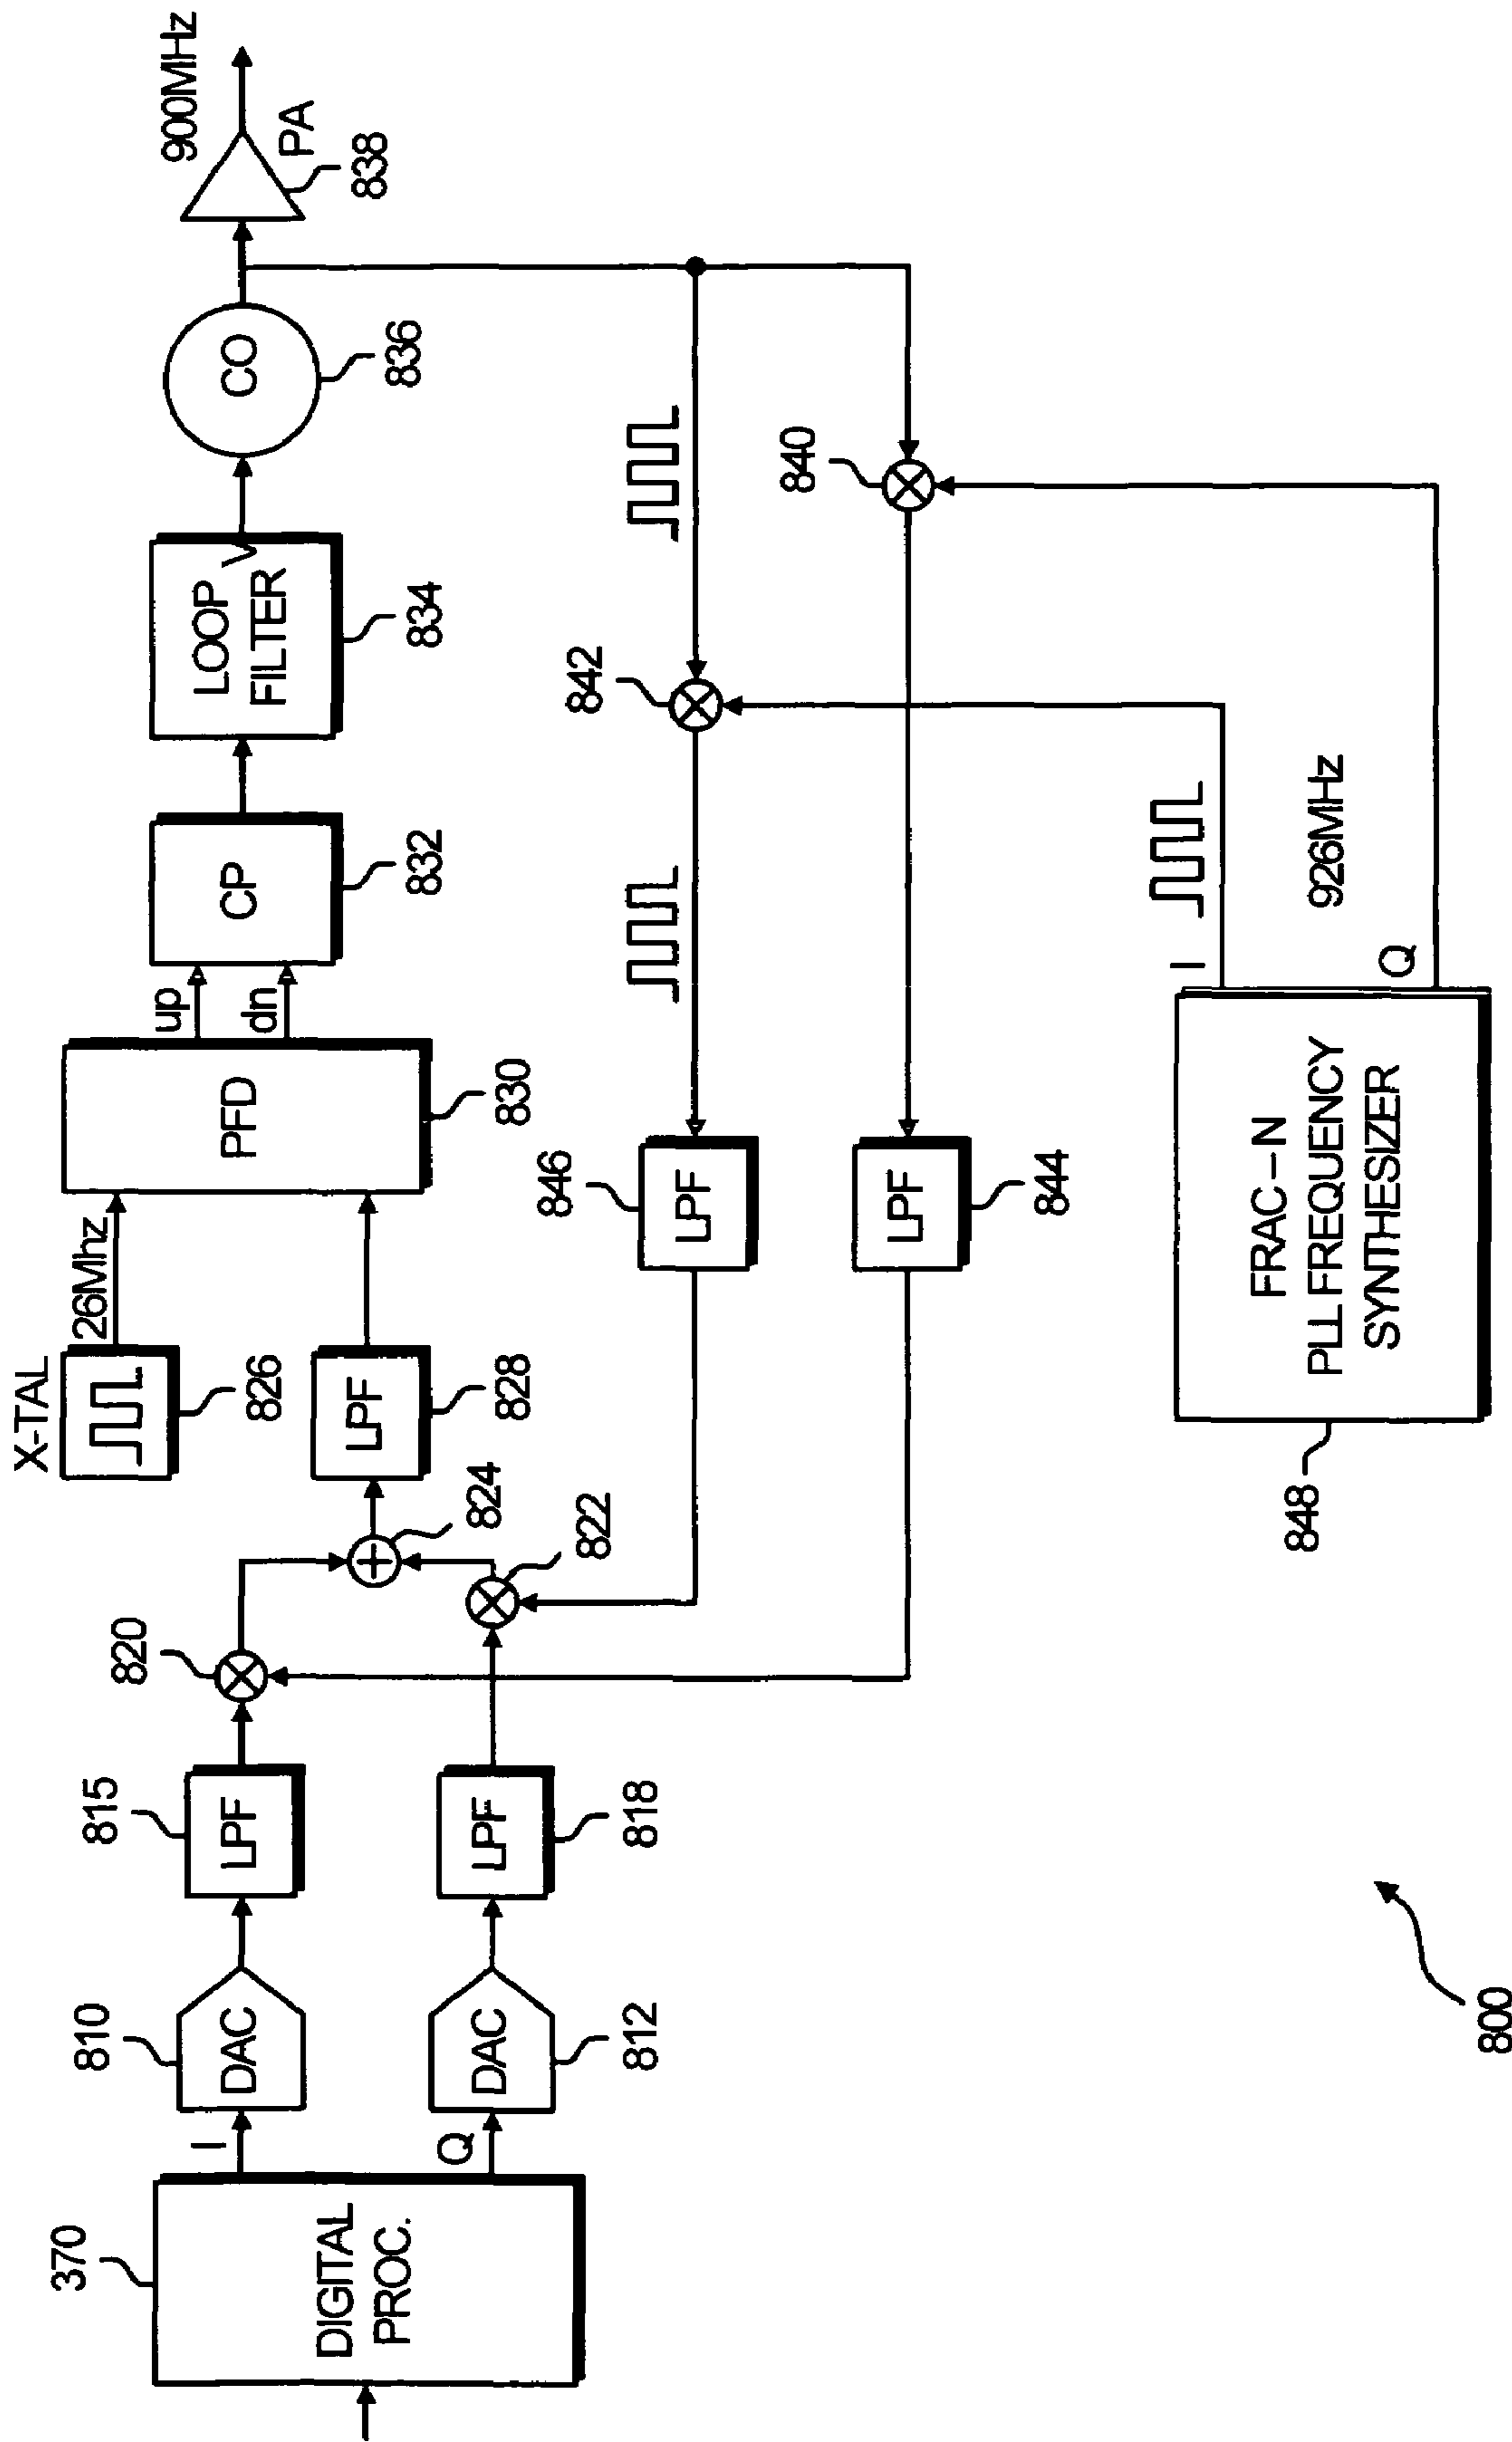 370
DIGITAL
PROC.
I
Q
810
DAC
812
DAC
815
LPF
818
LPF
820
822
824
X-TAL
826
26Mhz
LPF
828
PFD
830
up
dn
CP
832
LOOP
FILTER
V
834
CO
836
900MHz
PA
838
842
840
846
LPF
LPF
844
I
926MHz
Q
FRAC-N
PLL FREQUENCY
SYNTHESIZER
848
800